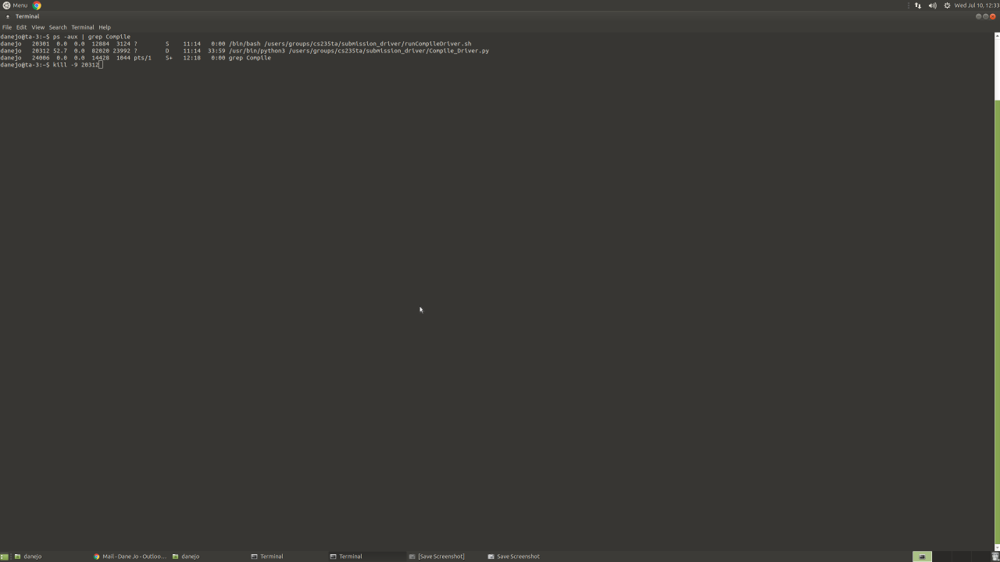 Menu
Wed Jul 10, 12:33
Terminal
File Edit View Search Terminal Help
danejo@ta-3:~$ ps -aux | grep Compile
danejo 20301 0.0 0.0 12884 3124 ? S 11:14 0:00 /bin/bash /users/groups/cs235ta/submission_driver/runCompileDriver.sh
danejo 20312 52.7 0.0 82020 23992 ? D 11:14 33:59 /usr/bin/python3 /users/groups/cs235ta/submission_driver/Compile_Driver.py
danejo 24006 0.0 0.0 14428 1044 pts/1 S+ 12:18 0:00 grep Compile
danejo@ta-3:~$ kill -9 20312
danejo
Mail - Dane Jo - Outloo...
danejo
Terminal
Terminal
[Save Screenshot]
Save Screenshot